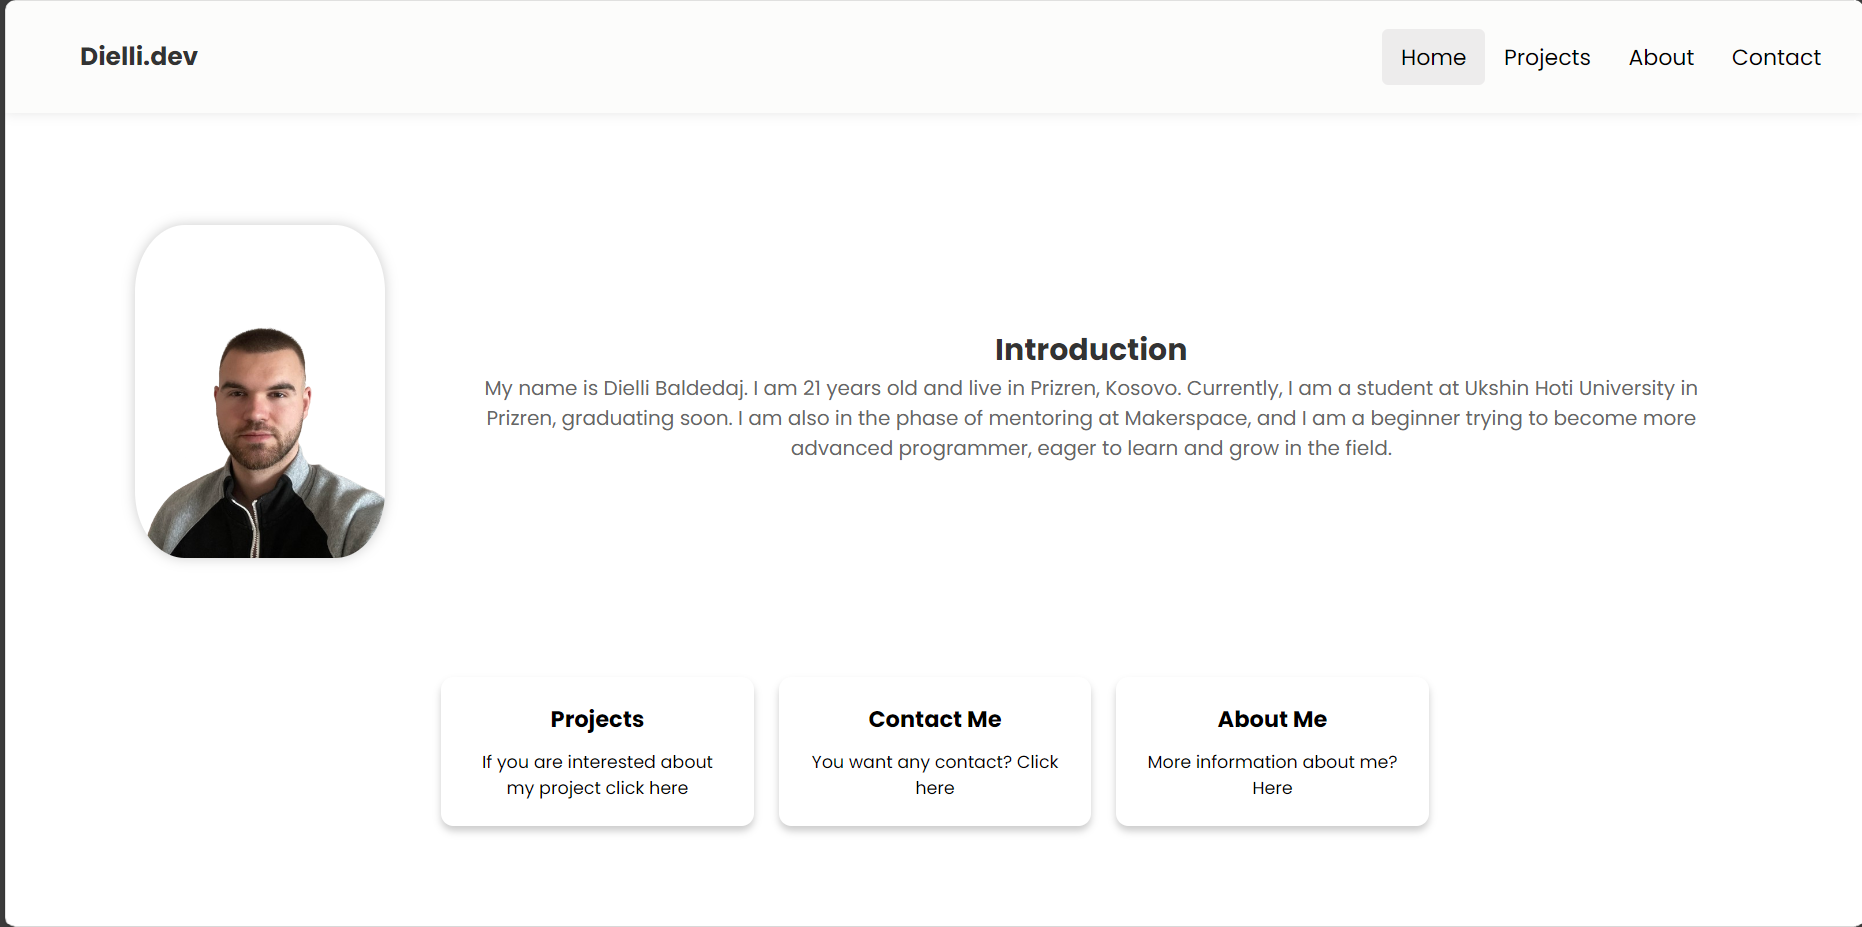 Dielli.dev
Home Projects About Contact
Introduction
My name is Dielli Baldedaj. I am 21 years old and live in Prizren, Kosovo. Currently, I am a student at Ukshin Hoti University in
Prizren, graduating soon. I am also in the phase of mentoring at Makerspace, and I am a beginner trying to become more
advanced programmer, eager to learn and grow in the field.
Projects
If you are interested about
my project click here
Contact Me
You want any contact? Click
here
About Me
More information about me?
Here